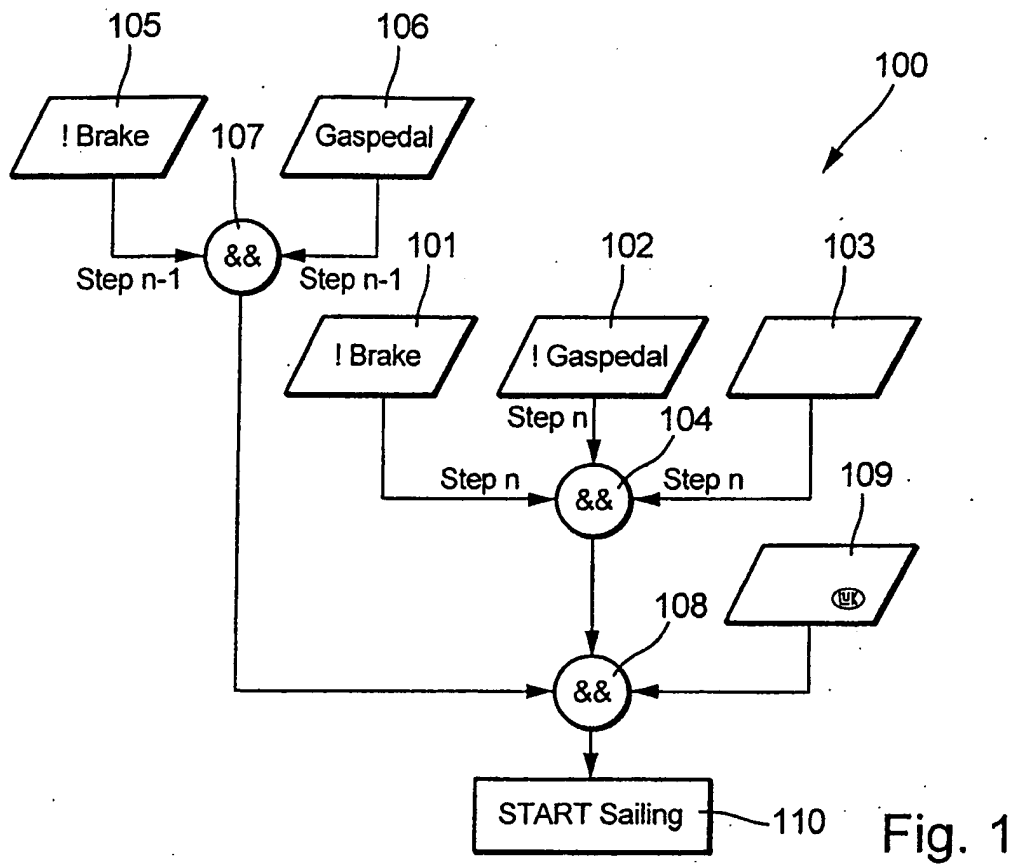 105
106
100
! Brake
107
Gaspedal
&&
Step n-1
Step n-1
101
102
103
! Brake
! Gaspedal
Step n
104
Step n
Step n
109
&&
LUK
108
&&
START Sailing
110
Fig. 1